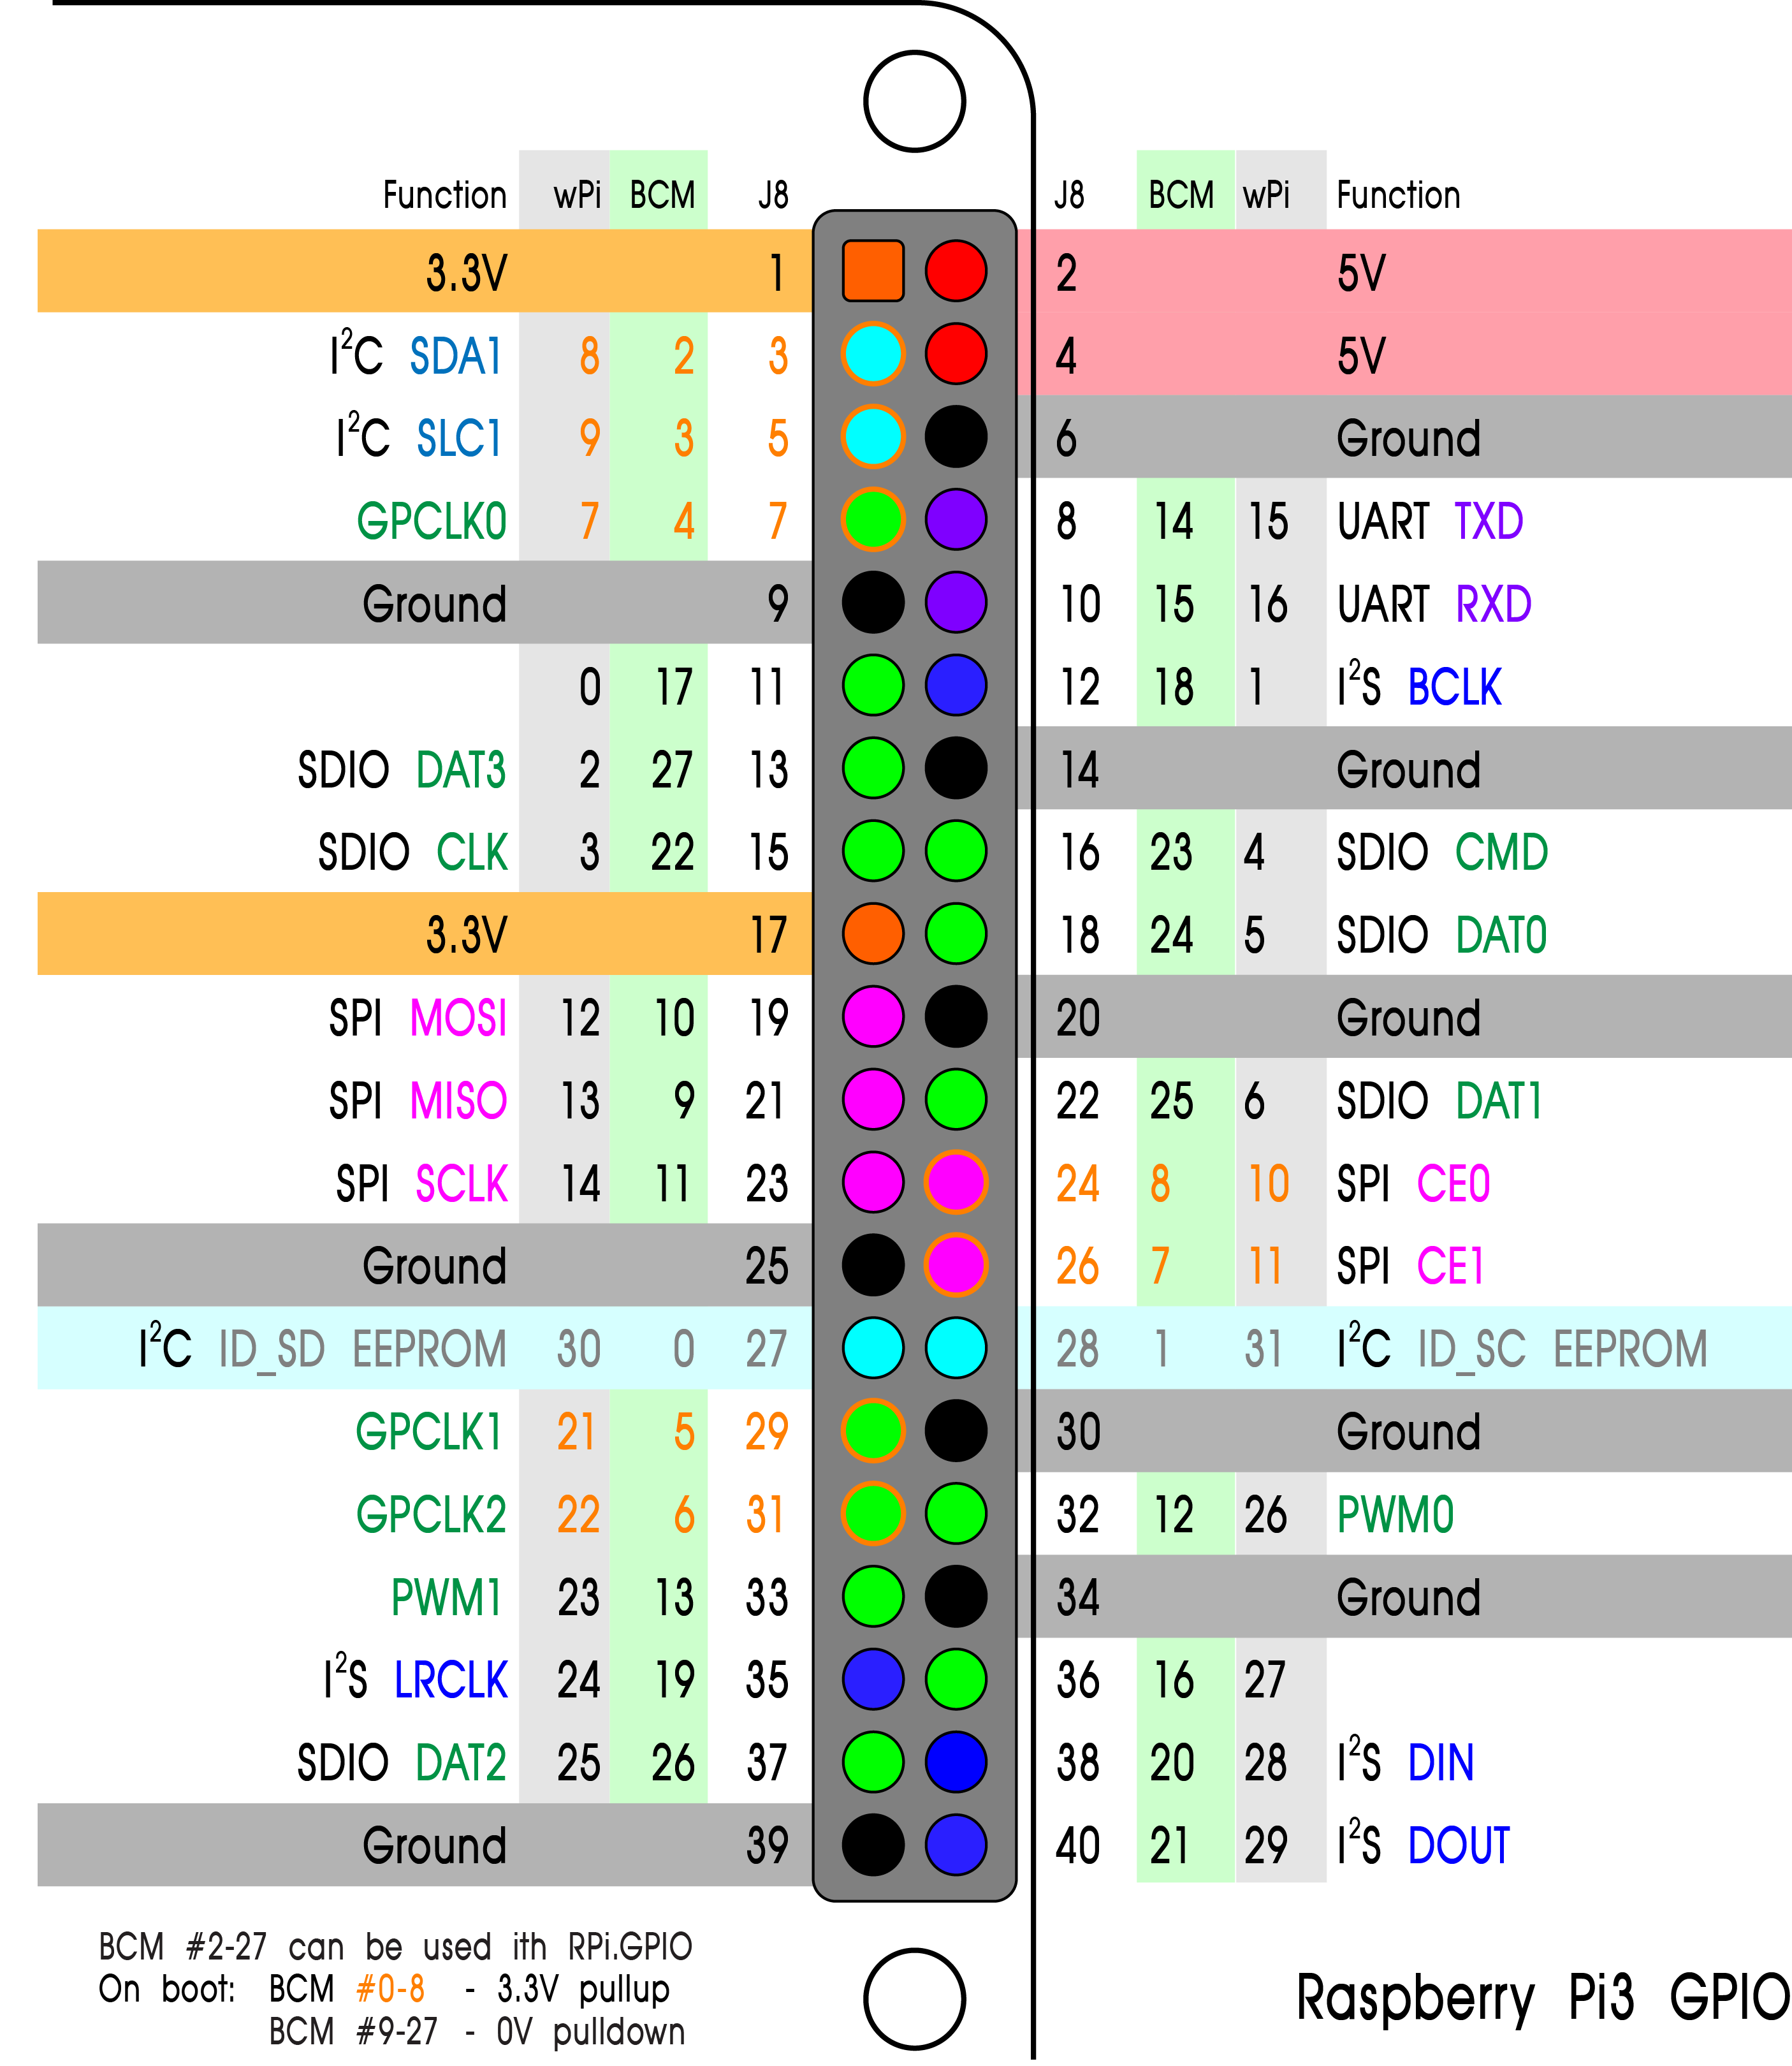 Function wPi BCM J8 J8 BCM wPi Function
3.3V 1 2 5V
I²C SDA1 8 2 3 4 5V
I²C SLC1 9 3 5 6 Ground
GPCLK0 7 4 7 8 14 15 UART TXD
Ground 9 10 15 16 UART RXD
0 17 11 12 18 1 I²S BCLK
SDIO DAT3 2 27 13 14 Ground
SDIO CLK 3 22 15 16 23 4 SDIO CMD
3.3V 17 18 24 5 SDIO DAT0
SPI MOSI 12 10 19 20 Ground
SPI MISO 13 9 21 22 25 6 SDIO DAT1
SPI SCLK 14 11 23 24 8 10 SPI CE0
Ground 25 26 7 11 SPI CE1
I²C ID_SD EEPROM 30 0 27 28 1 31 I²C ID_SC EEPROM
GPCLK1 21 5 29 30 Ground
GPCLK2 22 6 31 32 12 26 PWM0
PWM1 23 13 33 34 Ground
I²S LRCLK 24 19 35 36 16 27
SDIO DAT2 25 26 37 38 20 28 I²S DIN
Ground 39 40 21 29 I²S DOUT
BCM #2-27 can be used ith RPi.GPIO
On boot: BCM #0-8 - 3.3V pullup
BCM #9-27 - 0V pulldown
Raspberry Pi3 GPIO